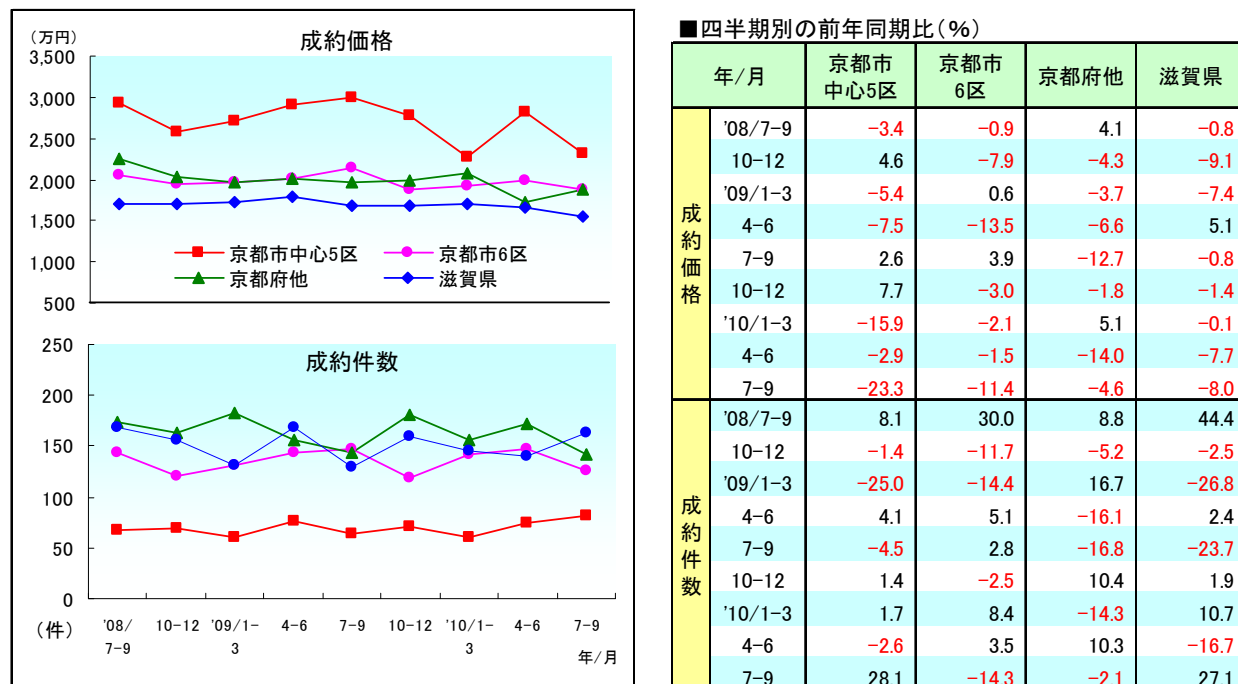 （万円）
成約価格
3,500
3,000
2,500
2,000
1,500
1,000
500
京都市中心5区
京都市6区
京都府他
滋賀県
成約件数
250
200
150
100
50
0
（件）
'08/7-9
10-12
'09/1-3
4-6
7-9
10-12
'10/1-3
4-6
7-9
年/月
■四半期別の前年同期比（%）
年/月 京都市中心5区 京都市6区 京都府他 滋賀県
成約価格
'08/7-9 -3.4 -0.9 4.1 -0.8
10-12 4.6 -7.9 -4.3 -9.1
'09/1-3 -5.4 0.6 -3.7 -7.4
4-6 -7.5 -13.5 -6.6 5.1
7-9 2.6 3.9 -12.7 -0.8
10-12 7.7 -3.0 -1.8 -1.4
'10/1-3 -15.9 -2.1 5.1 -0.1
4-6 -2.9 -1.5 -14.0 -7.7
7-9 -23.3 -11.4 -4.6 -8.0
成約件数
'08/7-9 8.1 30.0 8.8 44.4
10-12 -1.4 -11.7 -5.2 -2.5
'09/1-3 -25.0 -14.4 16.7 -26.8
4-6 4.1 5.1 -16.1 2.4
7-9 -4.5 2.8 -16.8 -23.7
10-12 1.4 -2.5 10.4 1.9
'10/1-3 1.7 8.4 -14.3 10.7
4-6 -2.6 3.5 10.3 -16.7
7-9 28.1 -14.3 -2.1 27.1